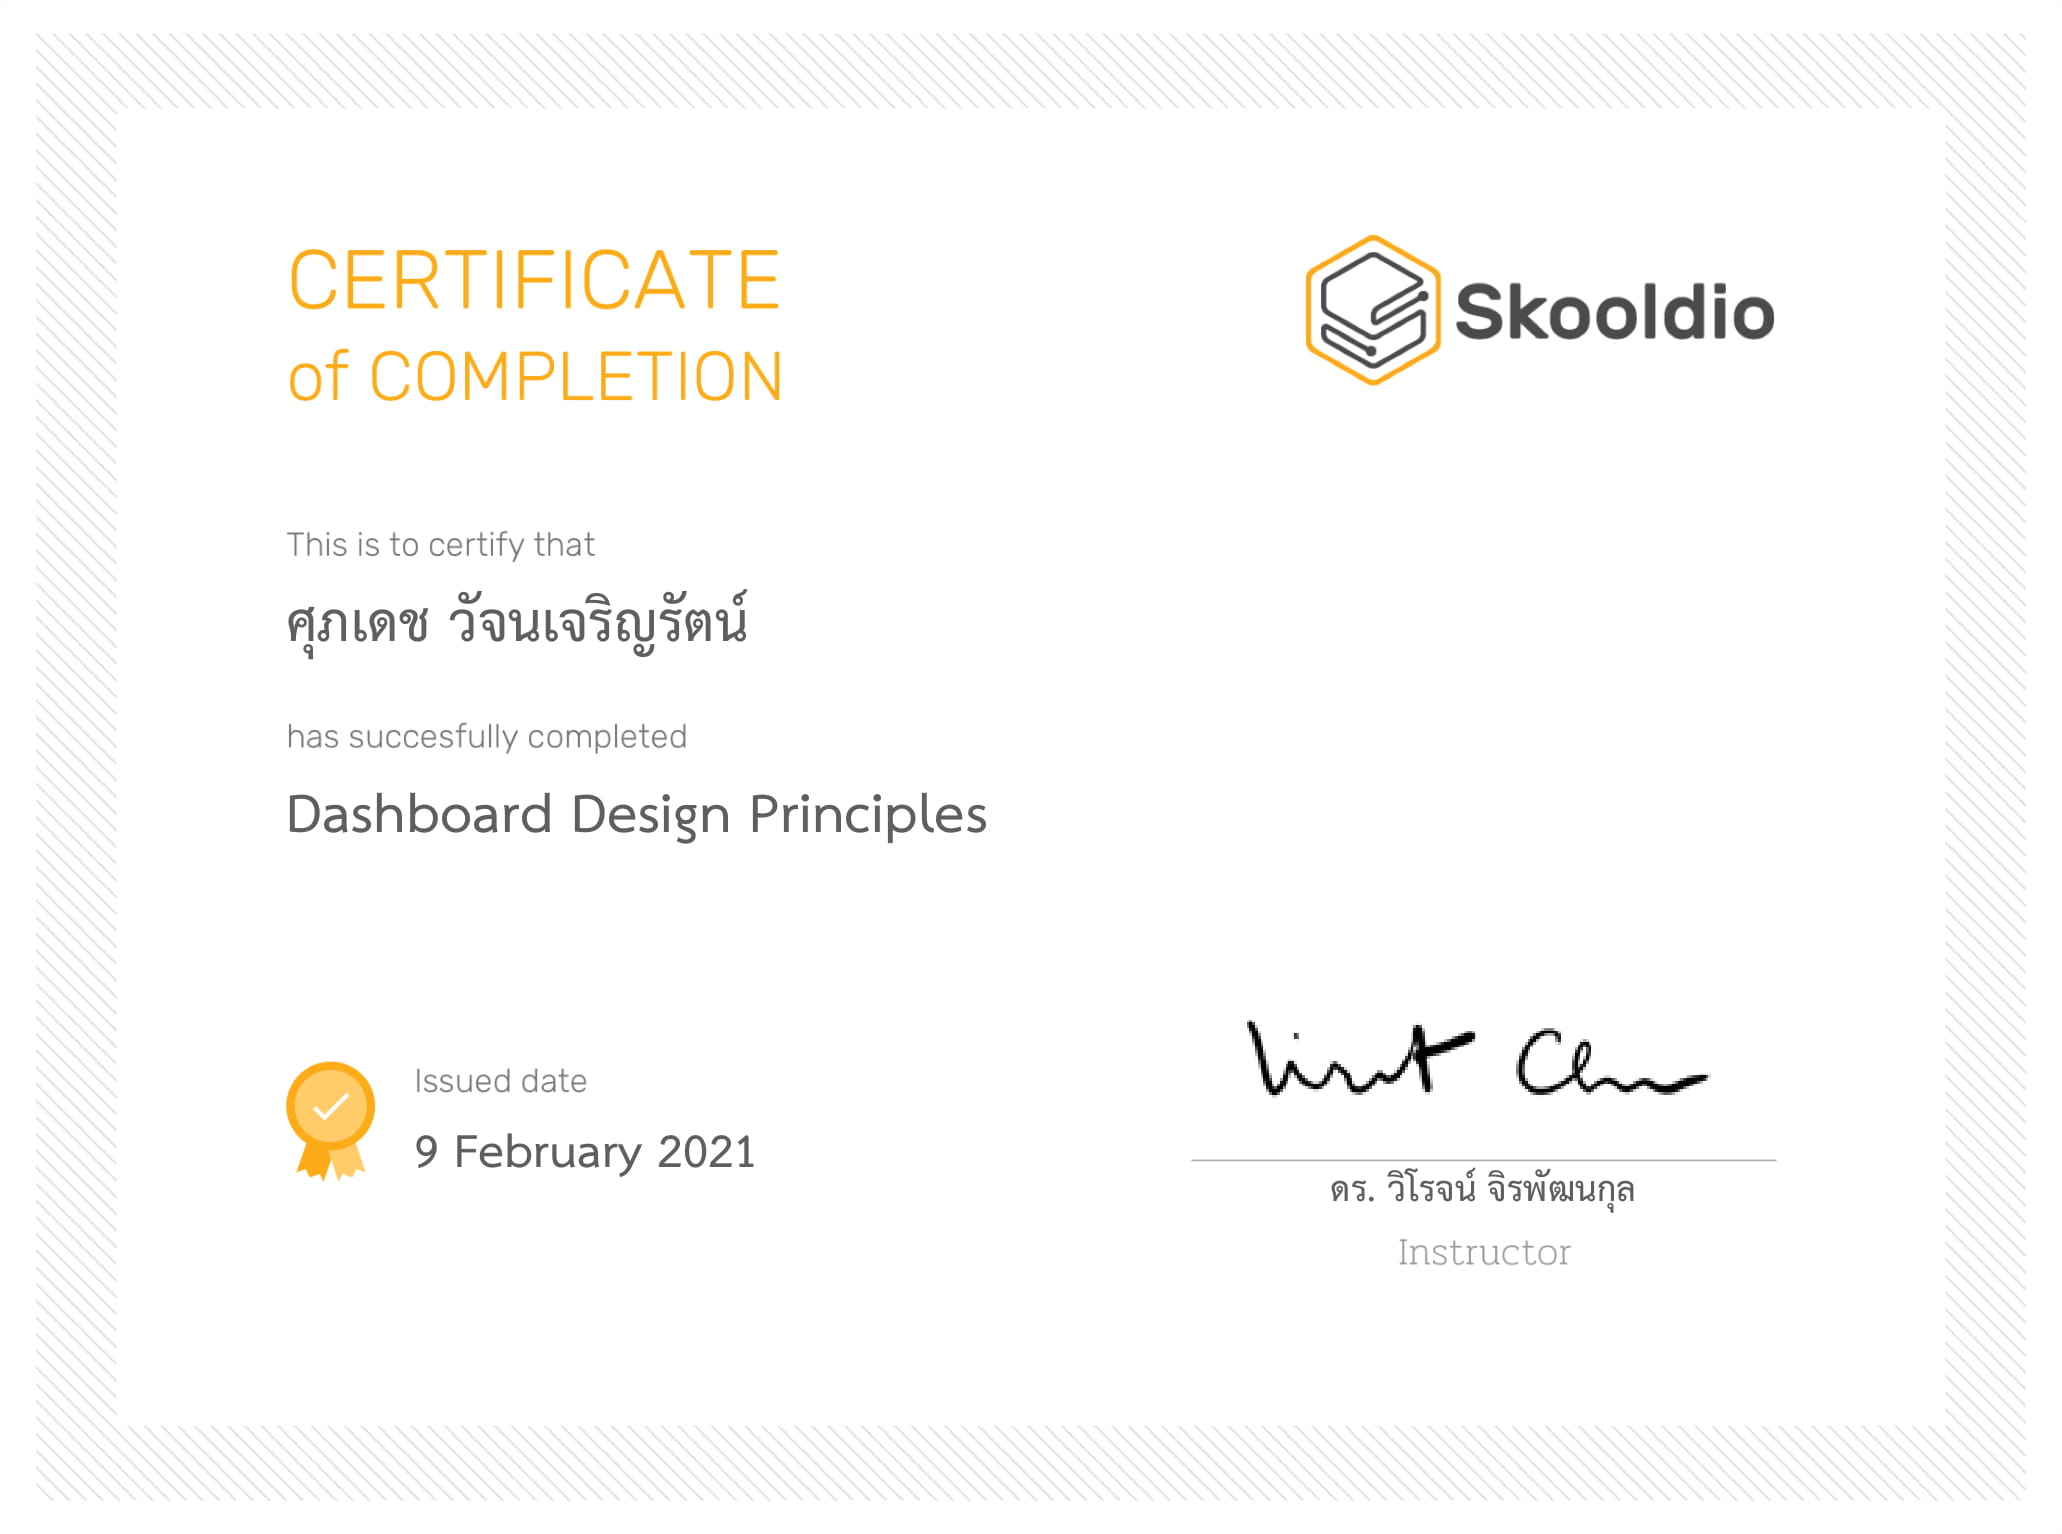 CERTIFICATE
of COMPLETION
Skooldio
This is to certify that
ศุภเดช วัจนเจริญรัตน์
has succesfully completed
Dashboard Design Principles
Issued date
9 February 2021
ดร. วิโรจน์ จิรพัฒนกุล
Instructor